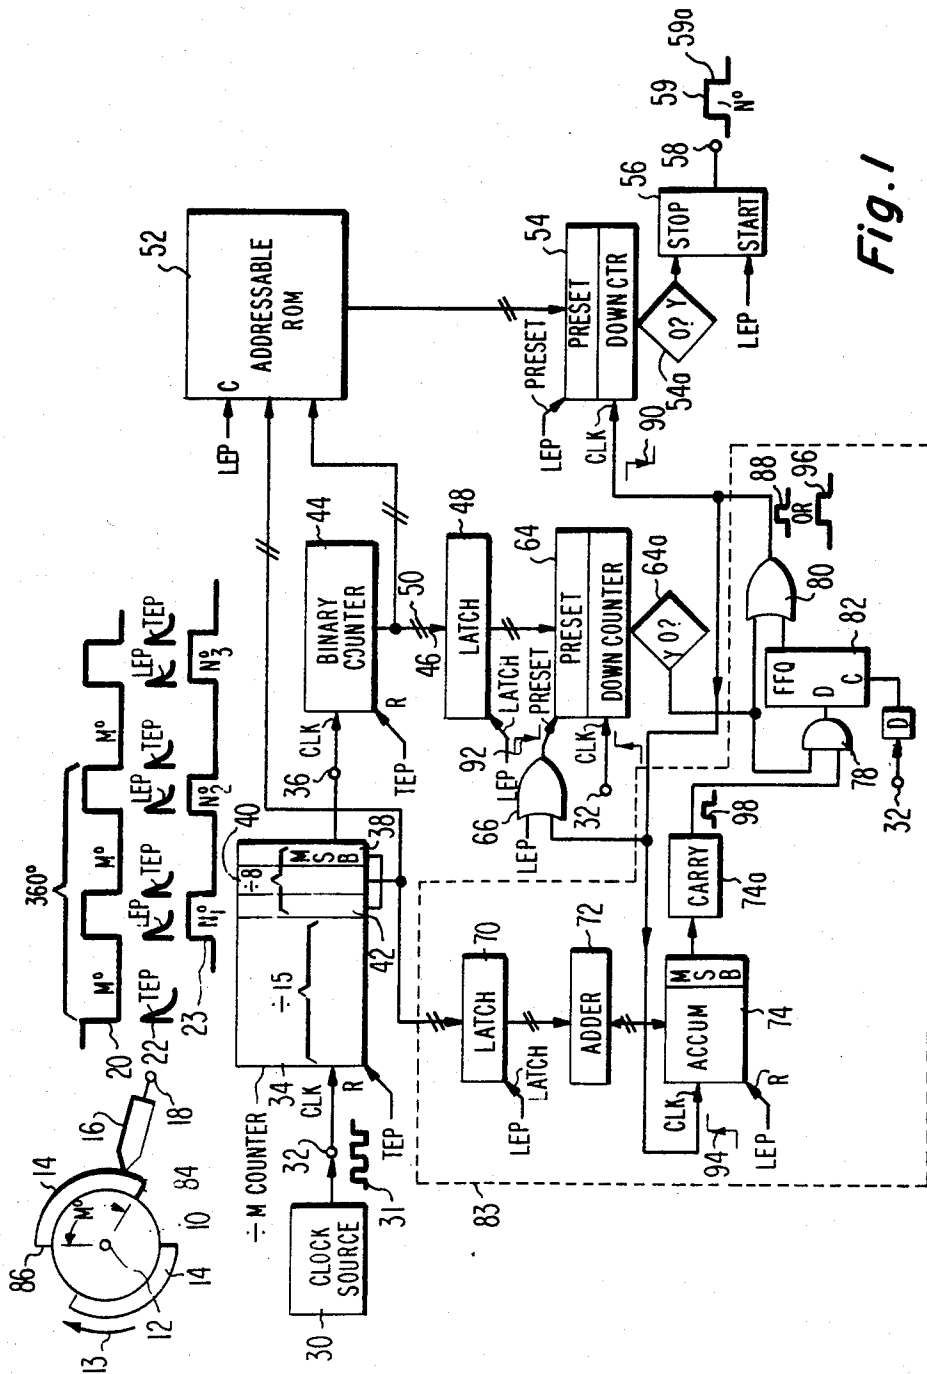 86
14
16
M°
84
10
18
13
12
14
360°
20
M°
M°
M°
22
TEP
LEP
TEP
LEP
TEP
LEP
TEP
23
N°1
N°2
N°3
÷ M COUNTER
40
34
÷15
÷8
M
S
B
38
42
CLOCK
SOURCE
30
31
32
CLK
R
TEP
36
CLK
44
BINARY
COUNTER
R
TEP
46
50
52
LEP
C
ADDRESSABLE
ROM
48
LATCH
LATCH
LEP
92
PRESET
64
PRESET
DOWN COUNTER
CLK
32
64a
Y 0?
66
LEP
LEP
PRESET
54
PRESET
DOWN CTR
CLK
90
54a
0? Y
56
STOP
START
LEP
58
59
59a
N°
83
70
LATCH
LATCH
LEP
72
ADDER
ACCUM
M
S
B
74
CLK
94
LEP
R
CARRY
74a
98
78
80
88
OR
96
FFQ
D
C
82
D
32
Fig. 1